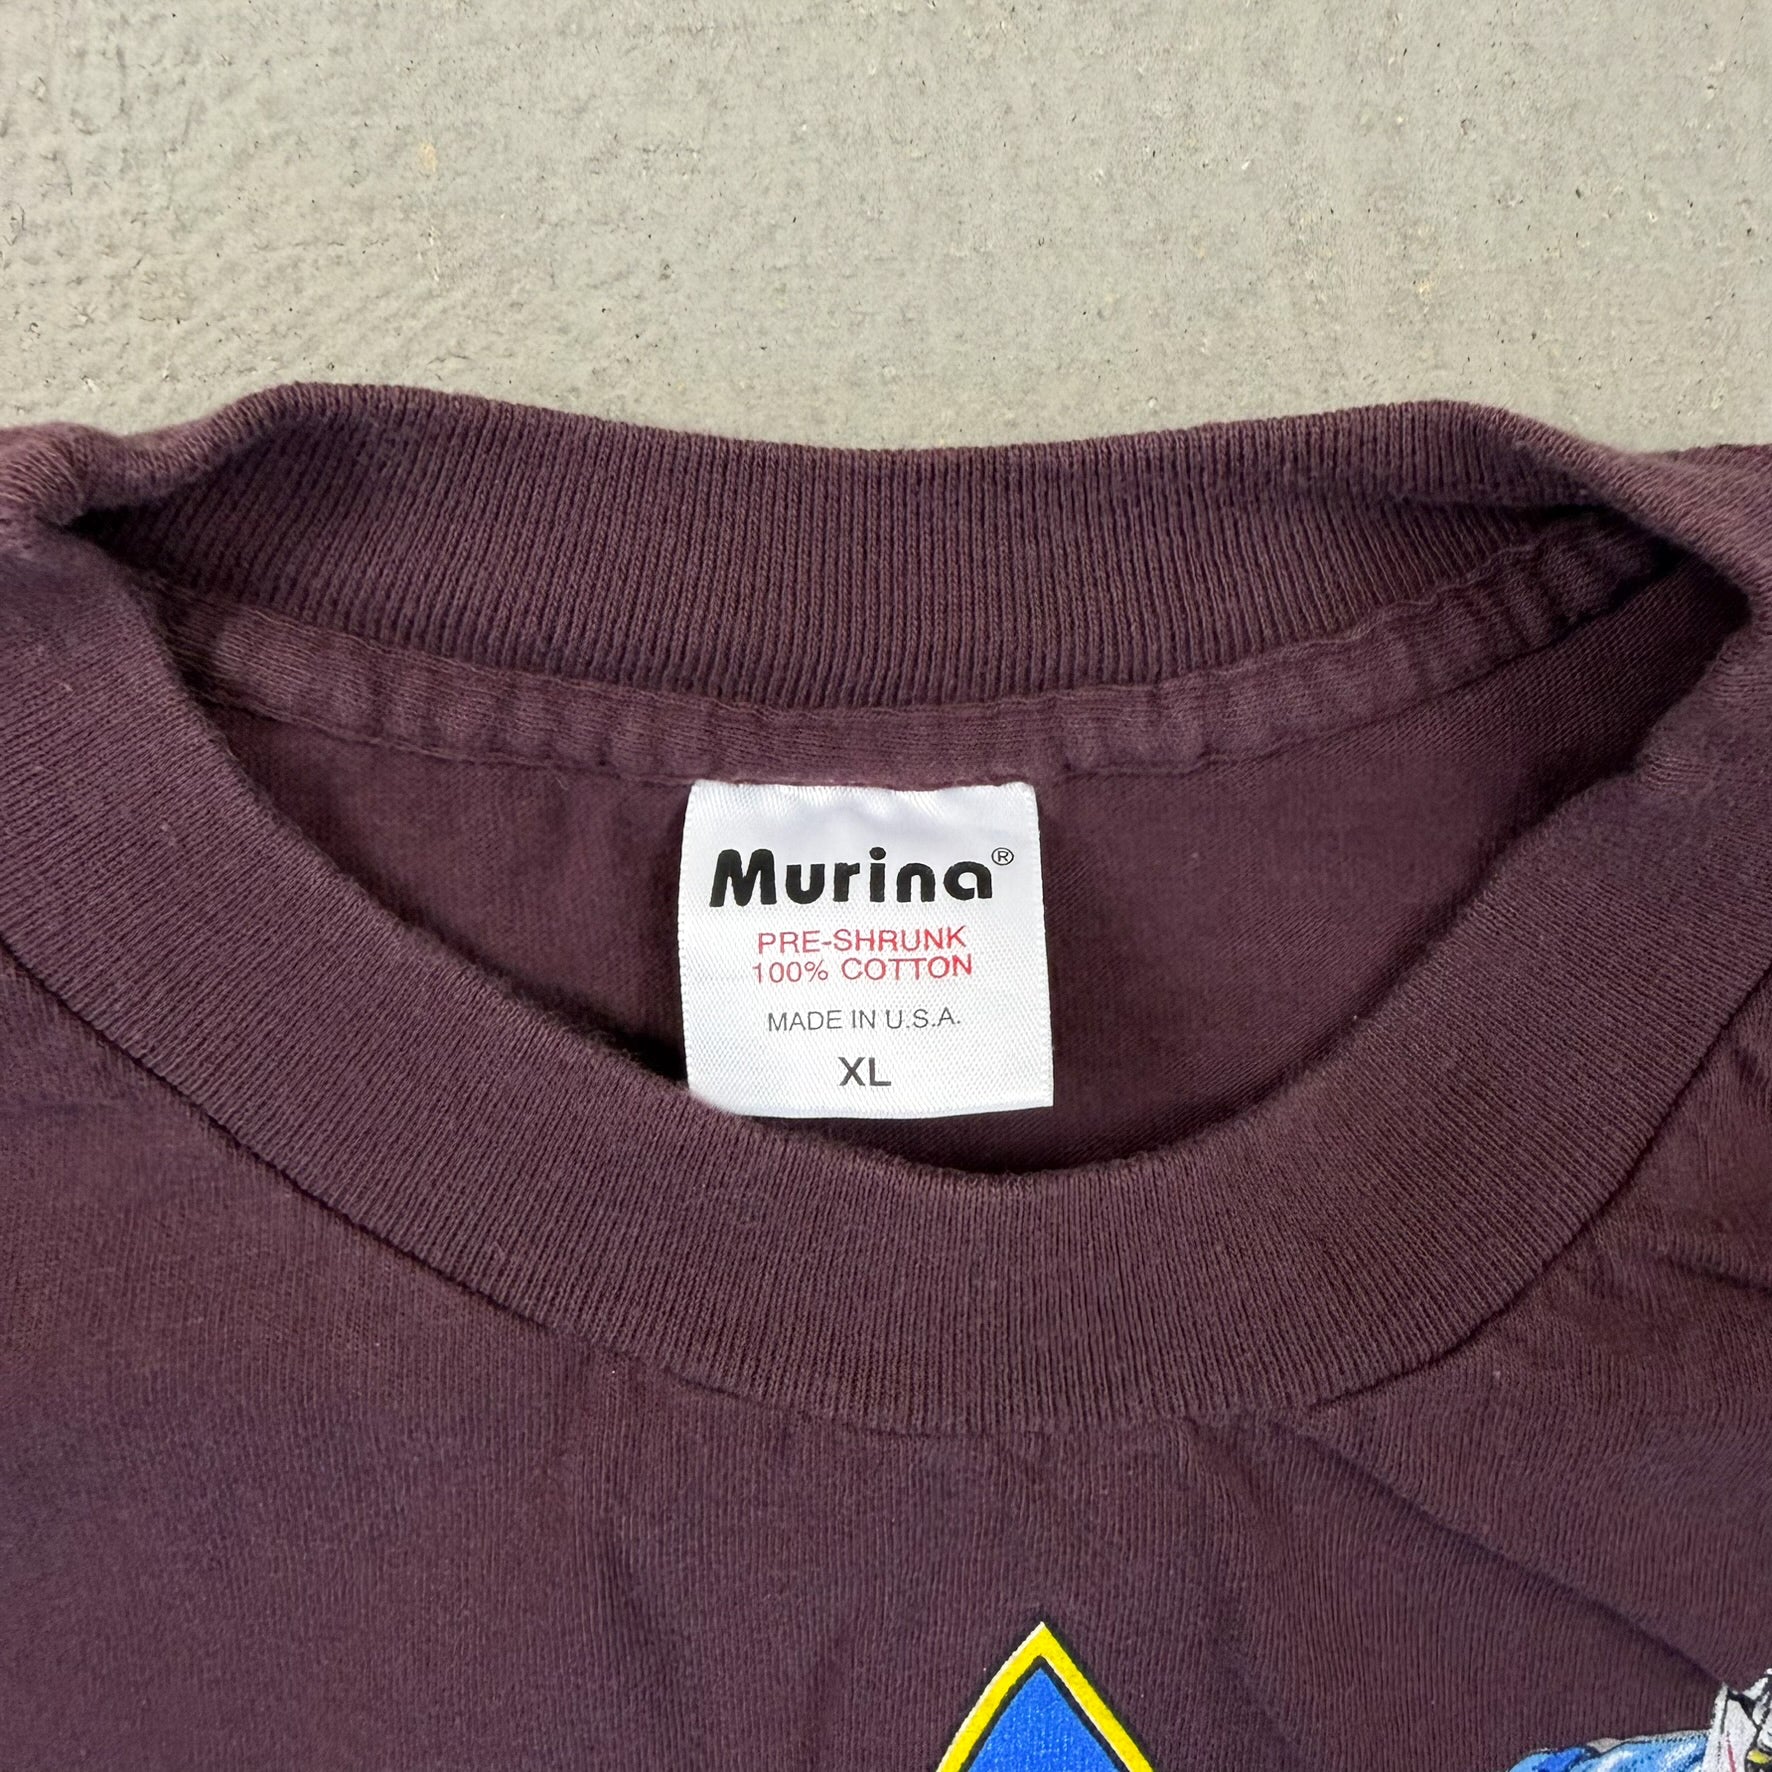 Murina®
PRE-SHRUNK
100% COTTON
MADE IN U.S.A.
XL